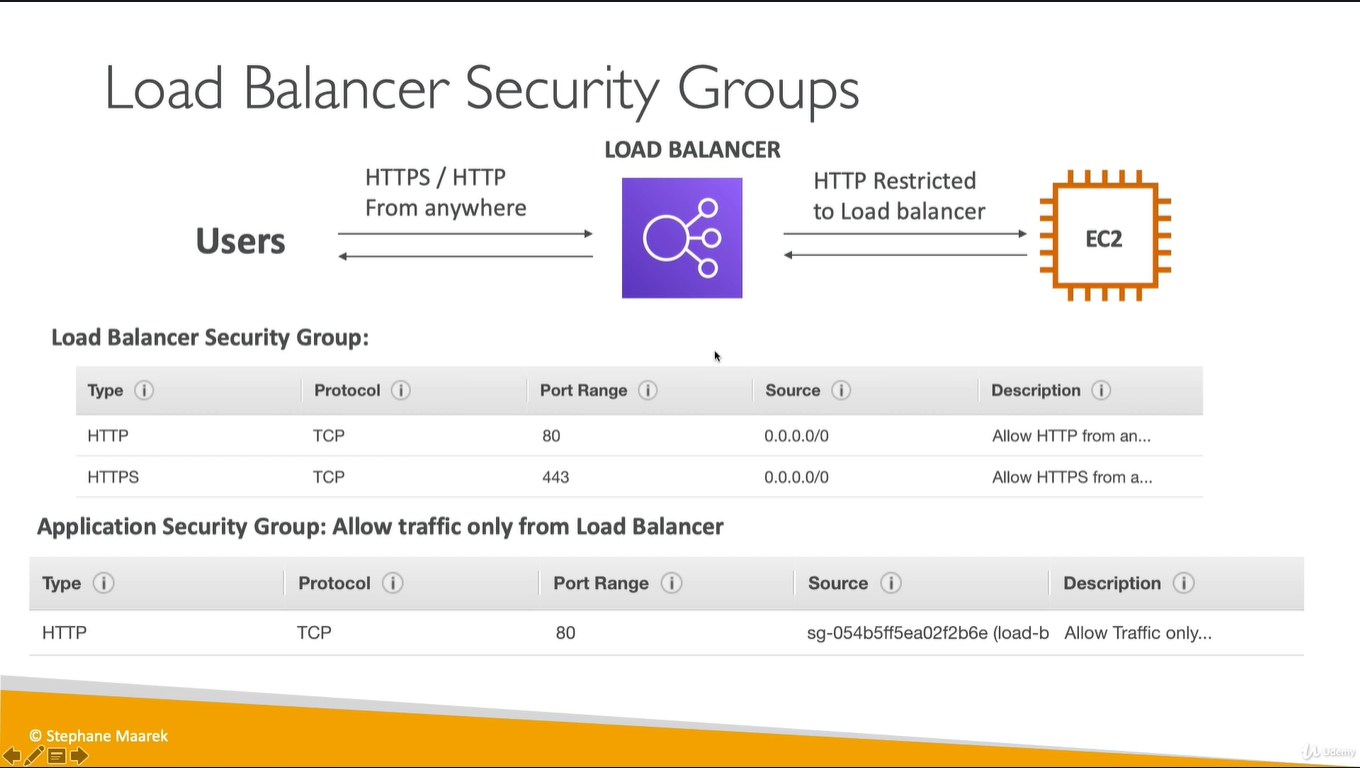 Load Balancer Security Groups
LOAD BALANCER
HTTPS / HTTP
From anywhere
HTTP Restricted
to Load balancer
Users
EC2
Load Balancer Security Group:
Type i Protocol i Port Range i Source i Description i
HTTP TCP 80 0.0.0.0/0 Allow HTTP from an...
HTTPS TCP 443 0.0.0.0/0 Allow HTTPS from a...
Application Security Group: Allow traffic only from Load Balancer
Type i Protocol i Port Range i Source i Description i
HTTP TCP 80 sg-054b5ff5ea02f2b6e (load-b Allow Traffic only...
© Stephane Maarek
Udemy